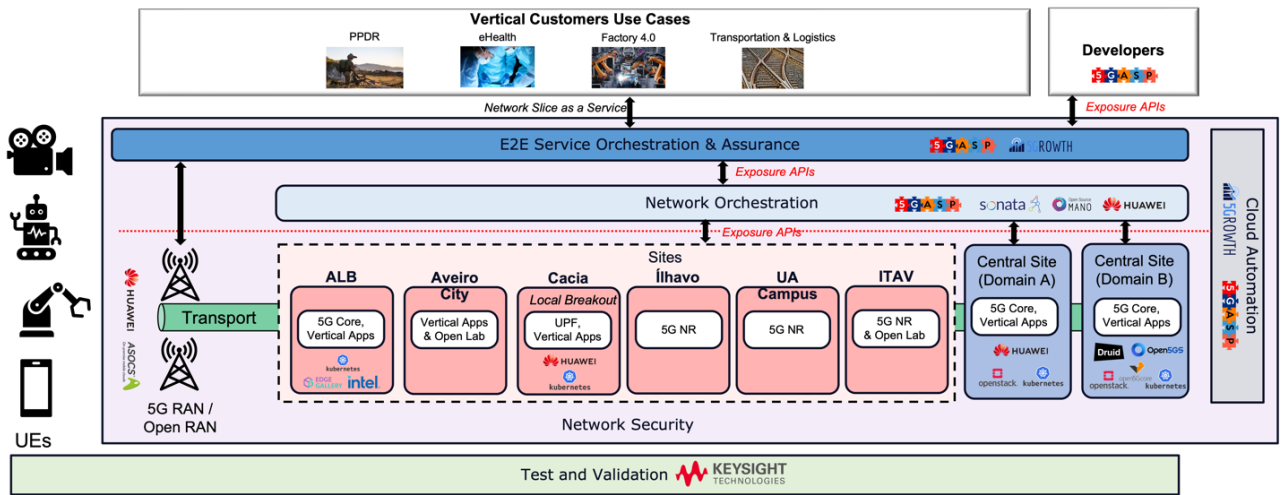 Vertical Customers Use Cases
PPDR
eHealth
Factory 4.0
Transportation & Logistics
Developers
5GASP
Network Slice as a Service
Exposure APIs
E2E Service Orchestration & Assurance
5GASP
5GROWTH
Exposure APIs
Network Orchestration
5GASP
sonata
Open Source
MANO
HUAWEI
Exposure APIs
Cloud Automation
5GROWTH
5GASP
Sites
HUAWEI
ASOCS
Transport
5G RAN /
Open RAN
UEs
ALB
5G Core,
Vertical Apps
kubernetes
EDGE
GALLERY
intel.
Aveiro
City
Vertical Apps
& Open Lab
Cacia
Local Breakout
UPF,
Vertical Apps
HUAWEI
kubernetes
Ílhavo
5G NR
UA
Campus
5G NR
ITAV
5G NR
& Open Lab
Central Site
(Domain A)
5G Core,
Vertical Apps
HUAWEI
openstack.
kubernetes
Central Site
(Domain B)
5G Core,
Vertical Apps
Druid
Open5GS
openstack.
open5Gcore
kubernetes
Network Security
Test and Validation
KEYSIGHT
TECHNOLOGIES